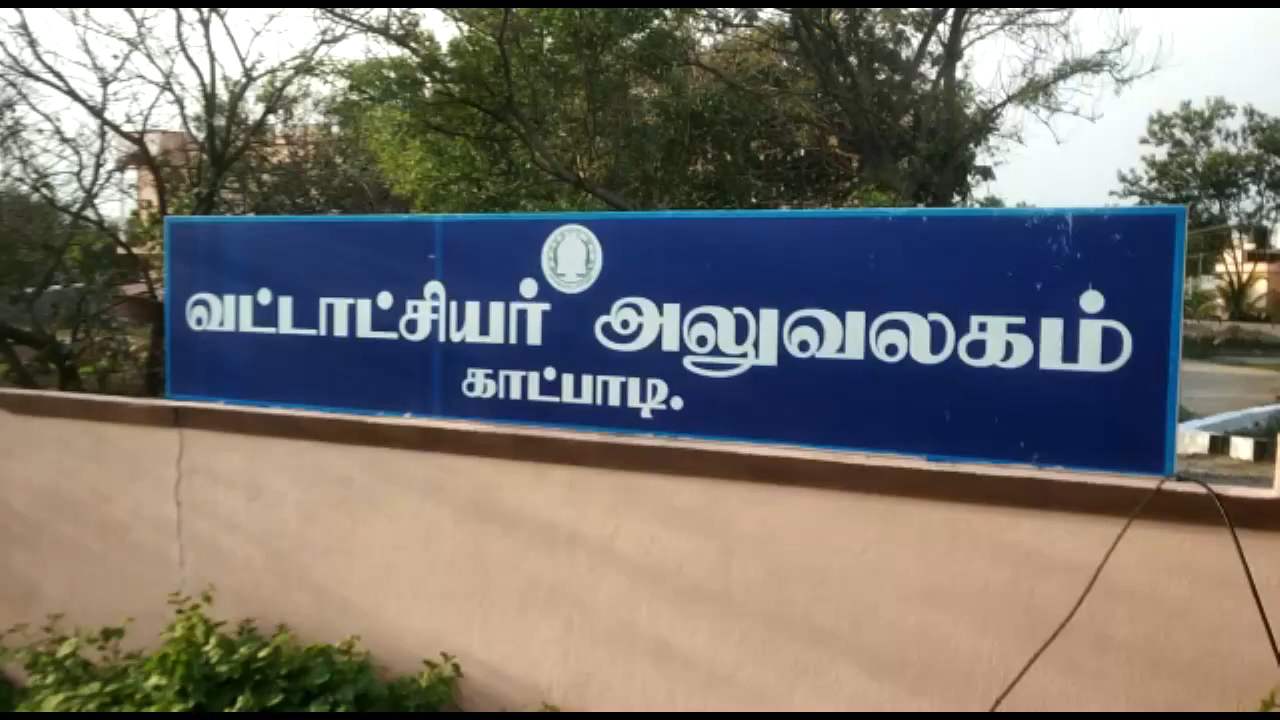 வட்டாட்சியர் அலுவலகம்
காட்பாடி.